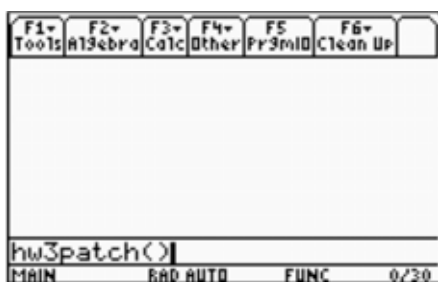 F1 F2 F3 F4 F5 F6
Tools Algebra Calc Other PrgmIO Clean Up
hw3patch()
MAIN RAD AUTO FUNC 0/30